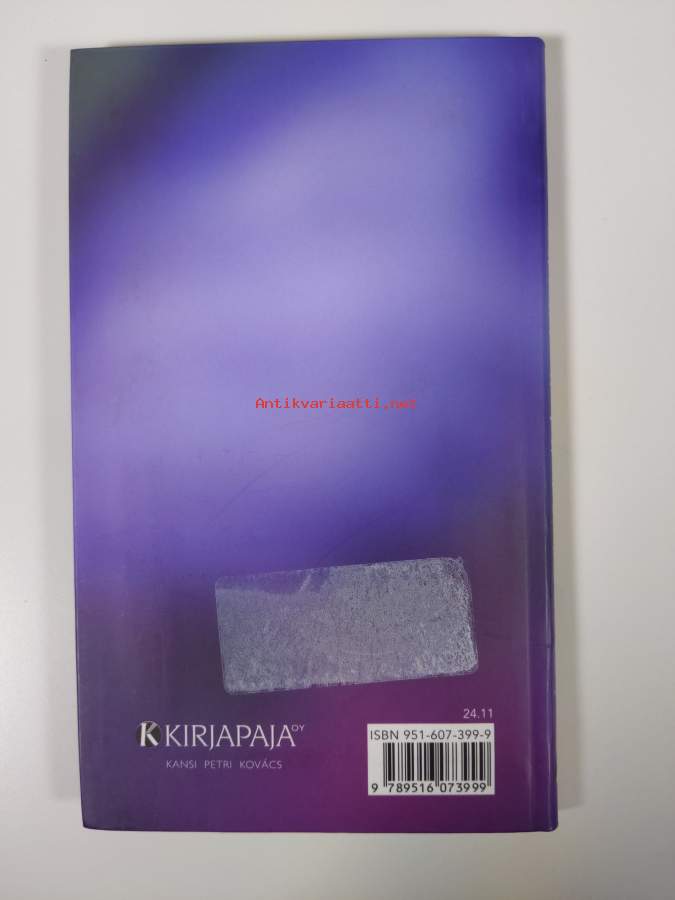 Antikvariaatti.net
24.11
ISBN 951-607-399-9
K KIRJAPAJA OY
KANSI PETRI KOVÁCS
9 789516 073999